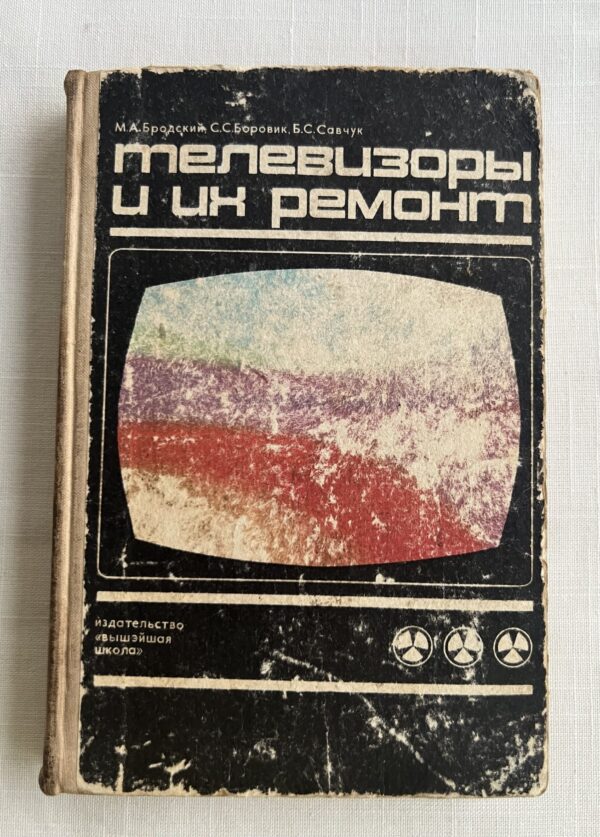 М.А.Бродский, С.С.Боровик, Б.С.Савчук
телевизоры
и их ремонт
издательство
«вышэйшая
школа»